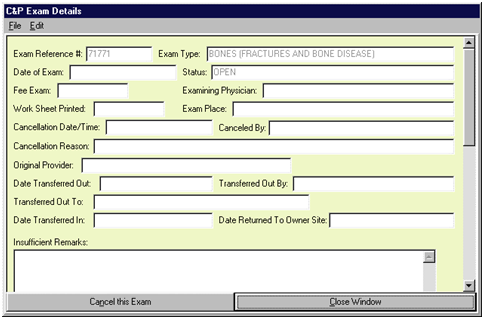 C&P Exam Details
File Edit
Exam Reference #: 71771 Exam Type: BONES (FRACTURES AND BONE DISEASE)
Date of Exam: Status: OPEN
Fee Exam: Examining Physician:
Work Sheet Printed: Exam Place:
Cancellation Date/Time: Canceled By:
Cancellation Reason:
Original Provider:
Date Transferred Out: Transferred Out By:
Transferred Out To:
Date Transferred In: Date Returned To Owner Site:
Insufficient Remarks:
Cancel this Exam Close Window